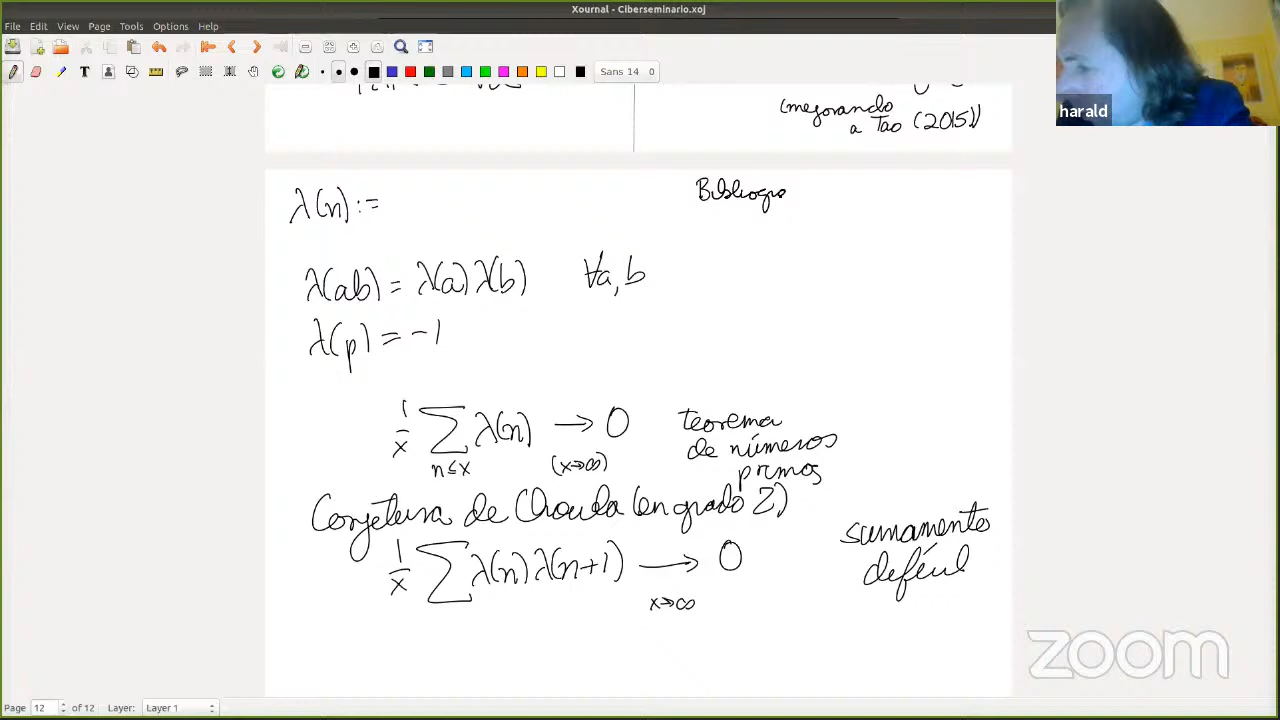 Xournal - Ciberseminario.xoj
File Edit View Page Tools Options Help
Sans 14 0
harald
(mejorando
a Tao (2015))
λ(n) :=
Bibliogra
λ(ab) = λ(a) λ(b) ∀a, b
λ(p) = -1
1/x ∑ n≤x λ(n) → 0 (x→∞)
teorema
de números
primos
Conjetura de Chowla (en grado 2)
1/x ∑ λ(n) λ(n+1) → 0 x→∞
sumamente
difícil
zoom
Page 12 of 12 Layer: Layer 1